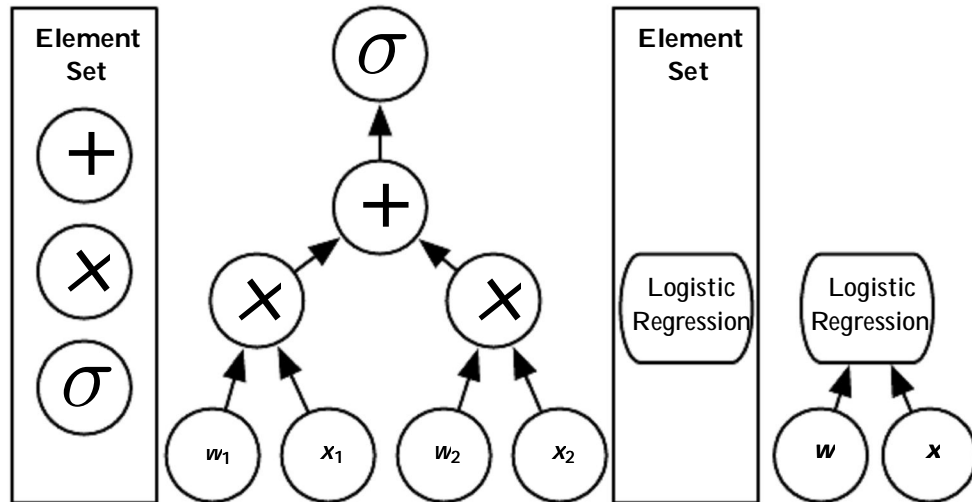 Element
Set
+
×
σ
σ
+
×
×
w₁
x₁
w₂
x₂
Element
Set
Logistic
Regression
Logistic
Regression
w
x